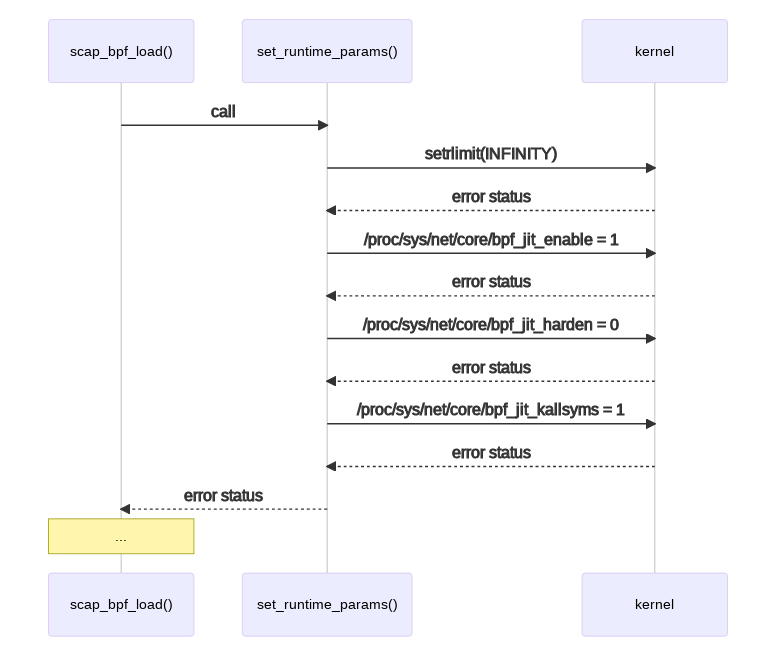 scap_bpf_load()
set_runtime_params()
kernel
call
setrlimit(INFINITY)
error status
/proc/sys/net/core/bpf_jit_enable = 1
error status
/proc/sys/net/core/bpf_jit_harden = 0
error status
/proc/sys/net/core/bpf_jit_kallsyms = 1
error status
error status
...
scap_bpf_load()
set_runtime_params()
kernel